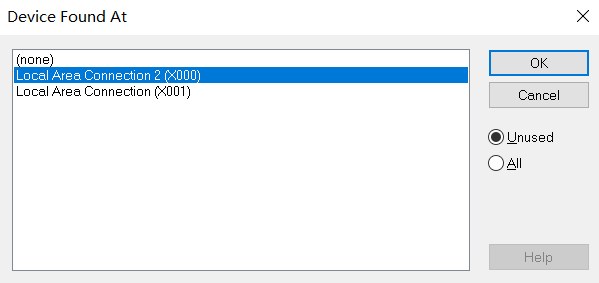 Device Found At
(none)
Local Area Connection 2 (X000)
Local Area Connection (X001)
OK
Cancel
Unused
All
Help